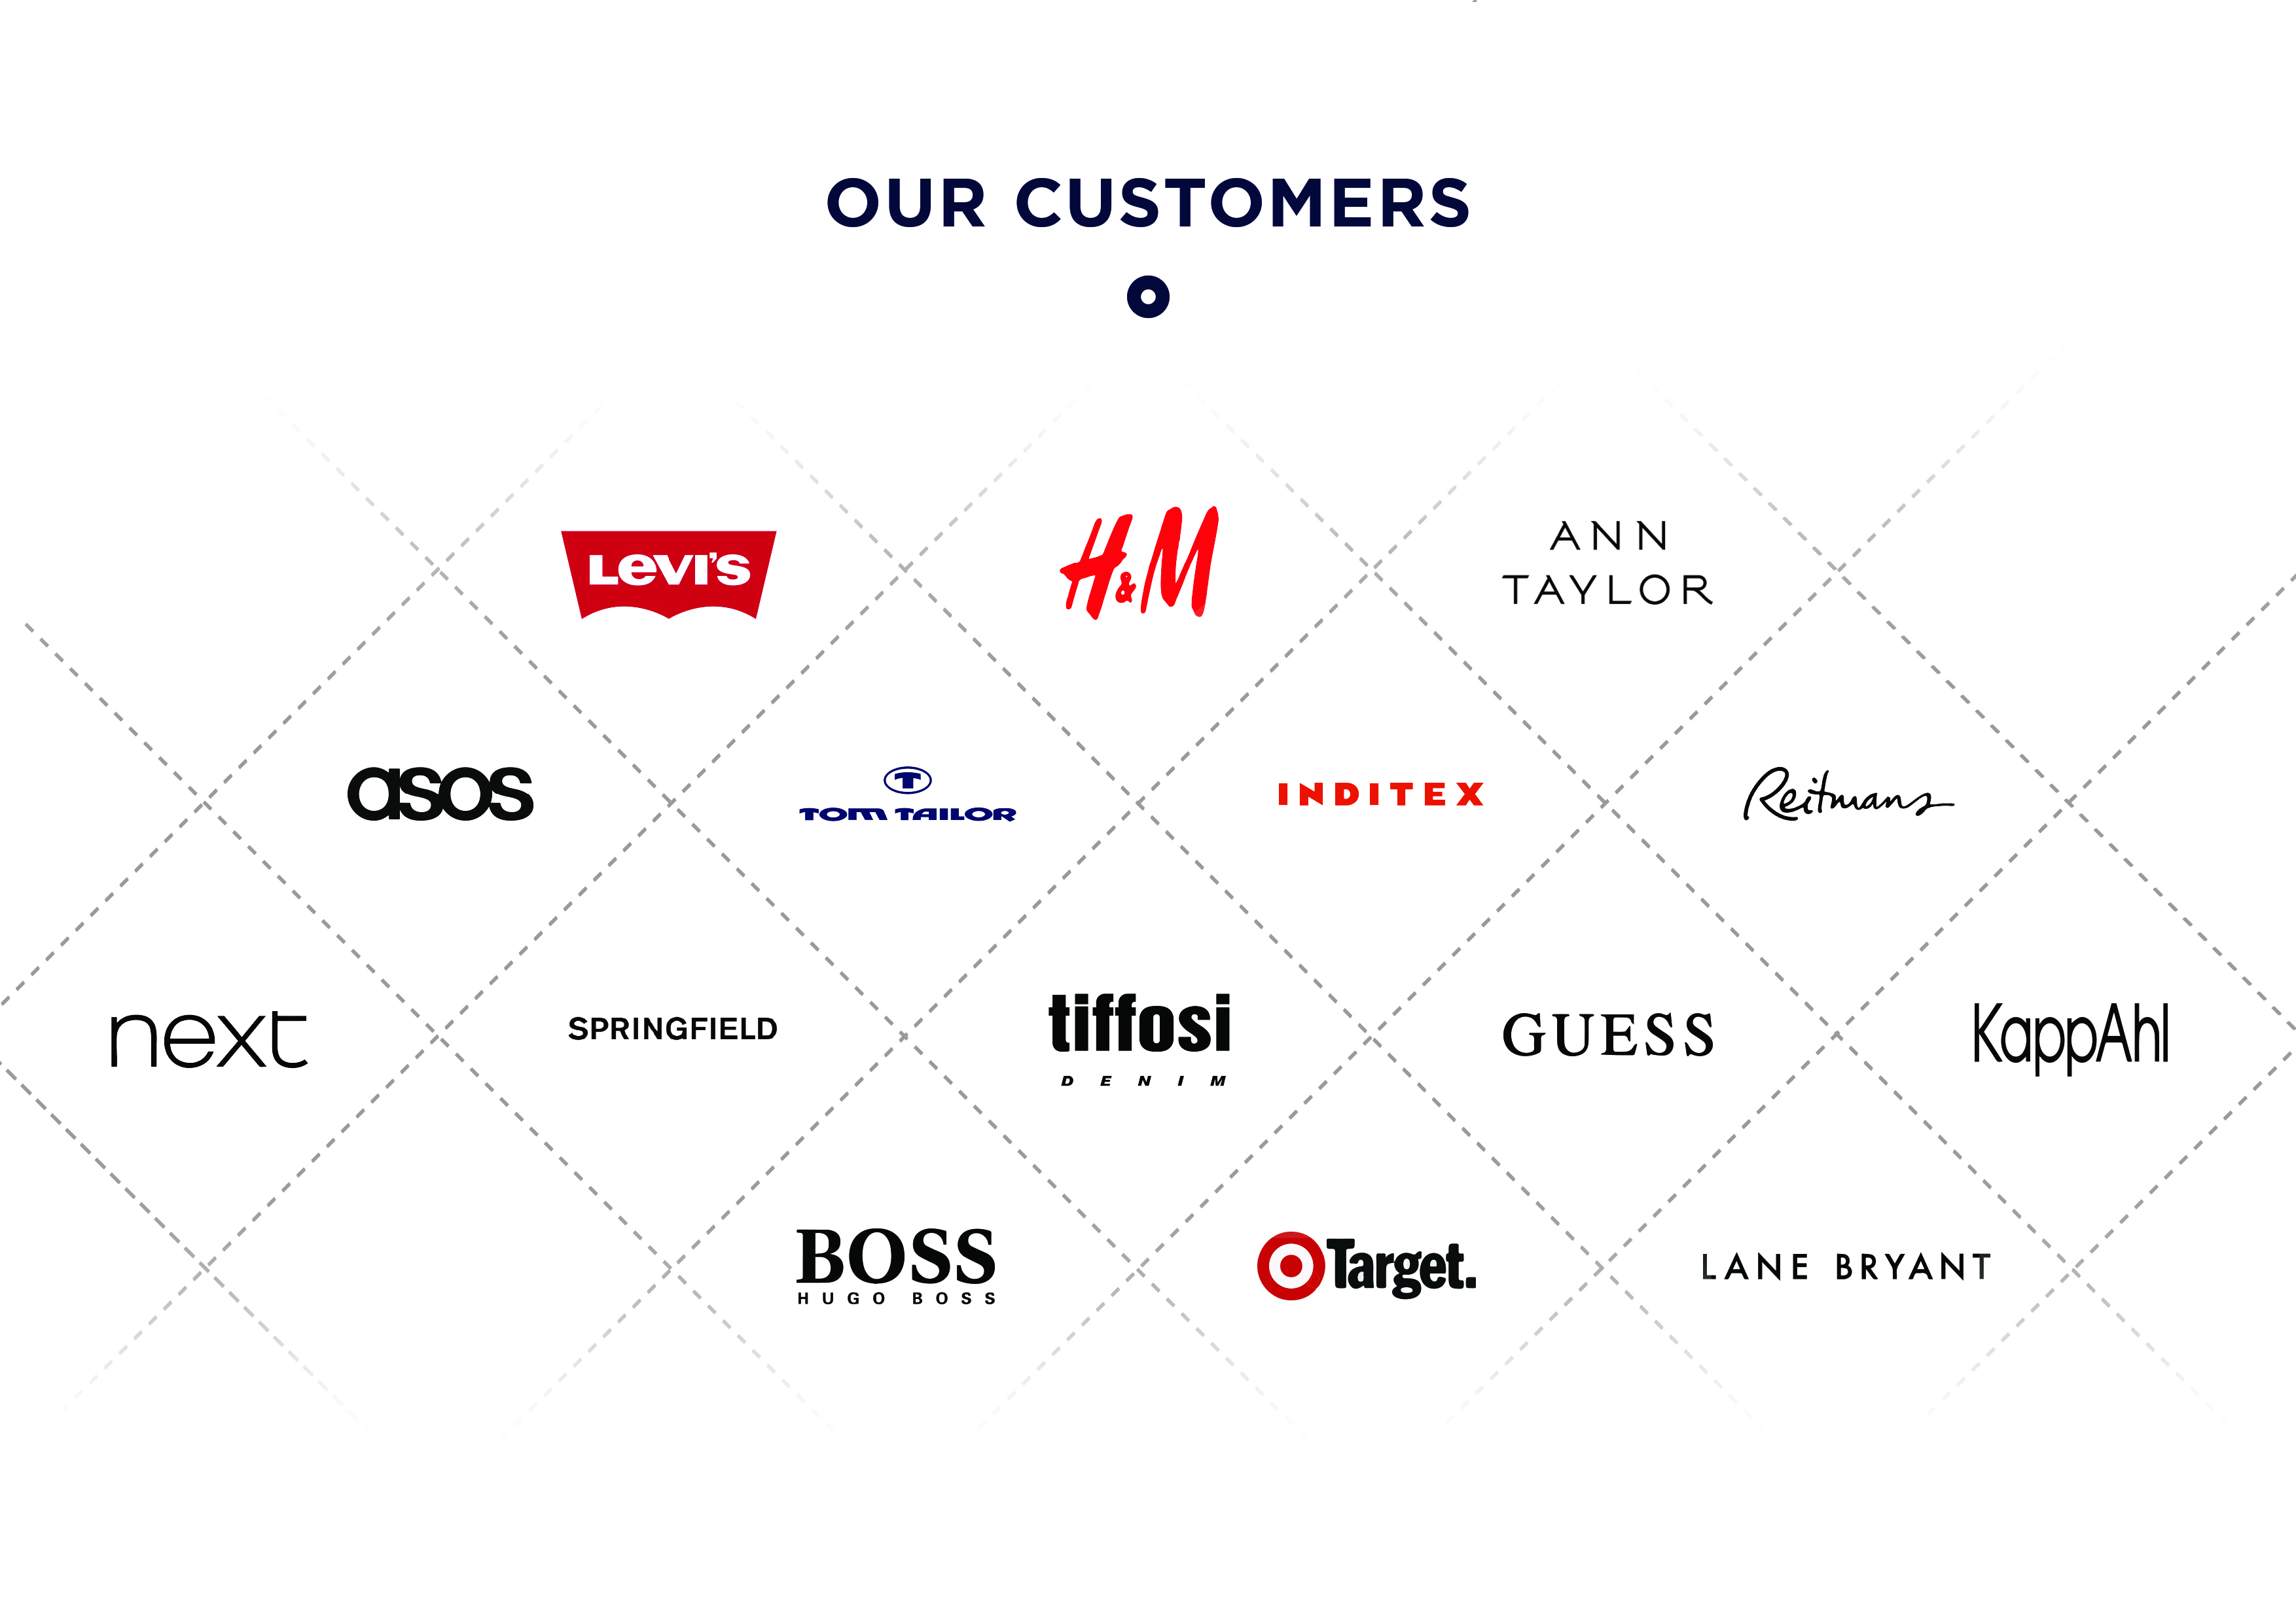 OUR CUSTOMERS
Levi's
H&M
ANN
TAYLOR
asos
T
TOM TAILOR
INDITEX
Reitmans
next
SPRINGFIELD
tiffosi
DENIM
GUESS
KappAhl
BOSS
HUGO BOSS
Target.
LANE BRYANT